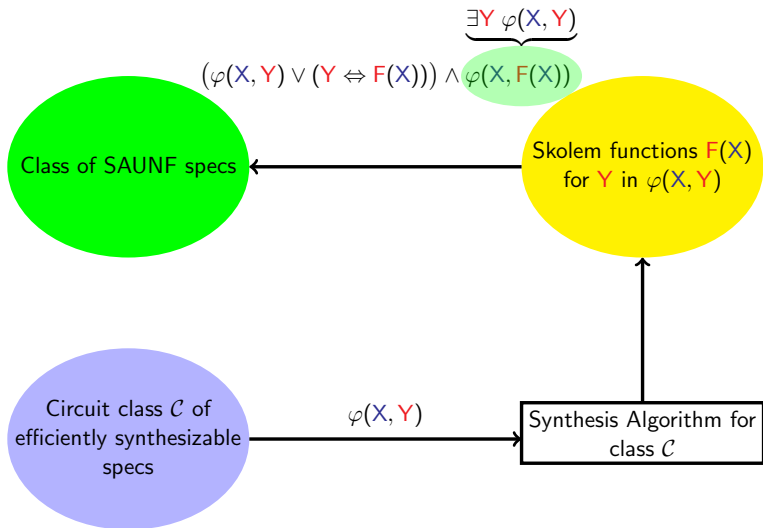 ∃Y φ(X, Y)
(φ(X, Y) ∨ (Y ⇔ F(X))) ∧ φ(X, F(X))
Class of SAUNF specs
Skolem functions F(X)
for Y in φ(X, Y)
Circuit class 𝒞 of
efficiently synthesizable
specs
φ(X, Y)
Synthesis Algorithm for
class 𝒞